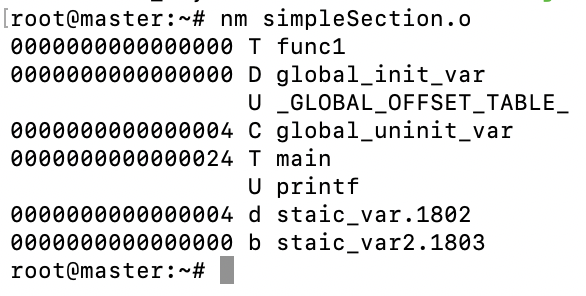 [root@master:~# nm simpleSection.o
0000000000000000 T func1
0000000000000000 D global_init_var
                 U _GLOBAL_OFFSET_TABLE_
0000000000000004 C global_uninit_var
0000000000000024 T main
                 U printf
0000000000000004 d staic_var.1802
0000000000000000 b staic_var2.1803
root@master:~#